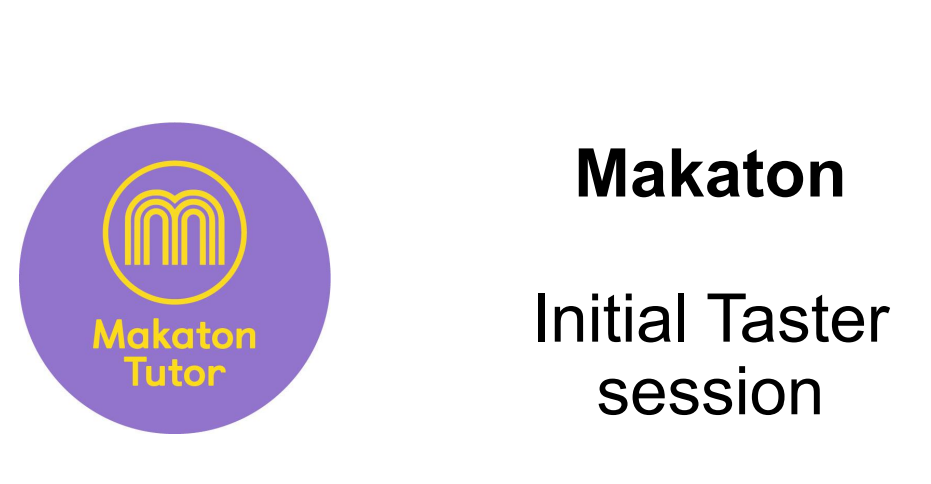 Makaton
Tutor
Makaton
Initial Taster
session